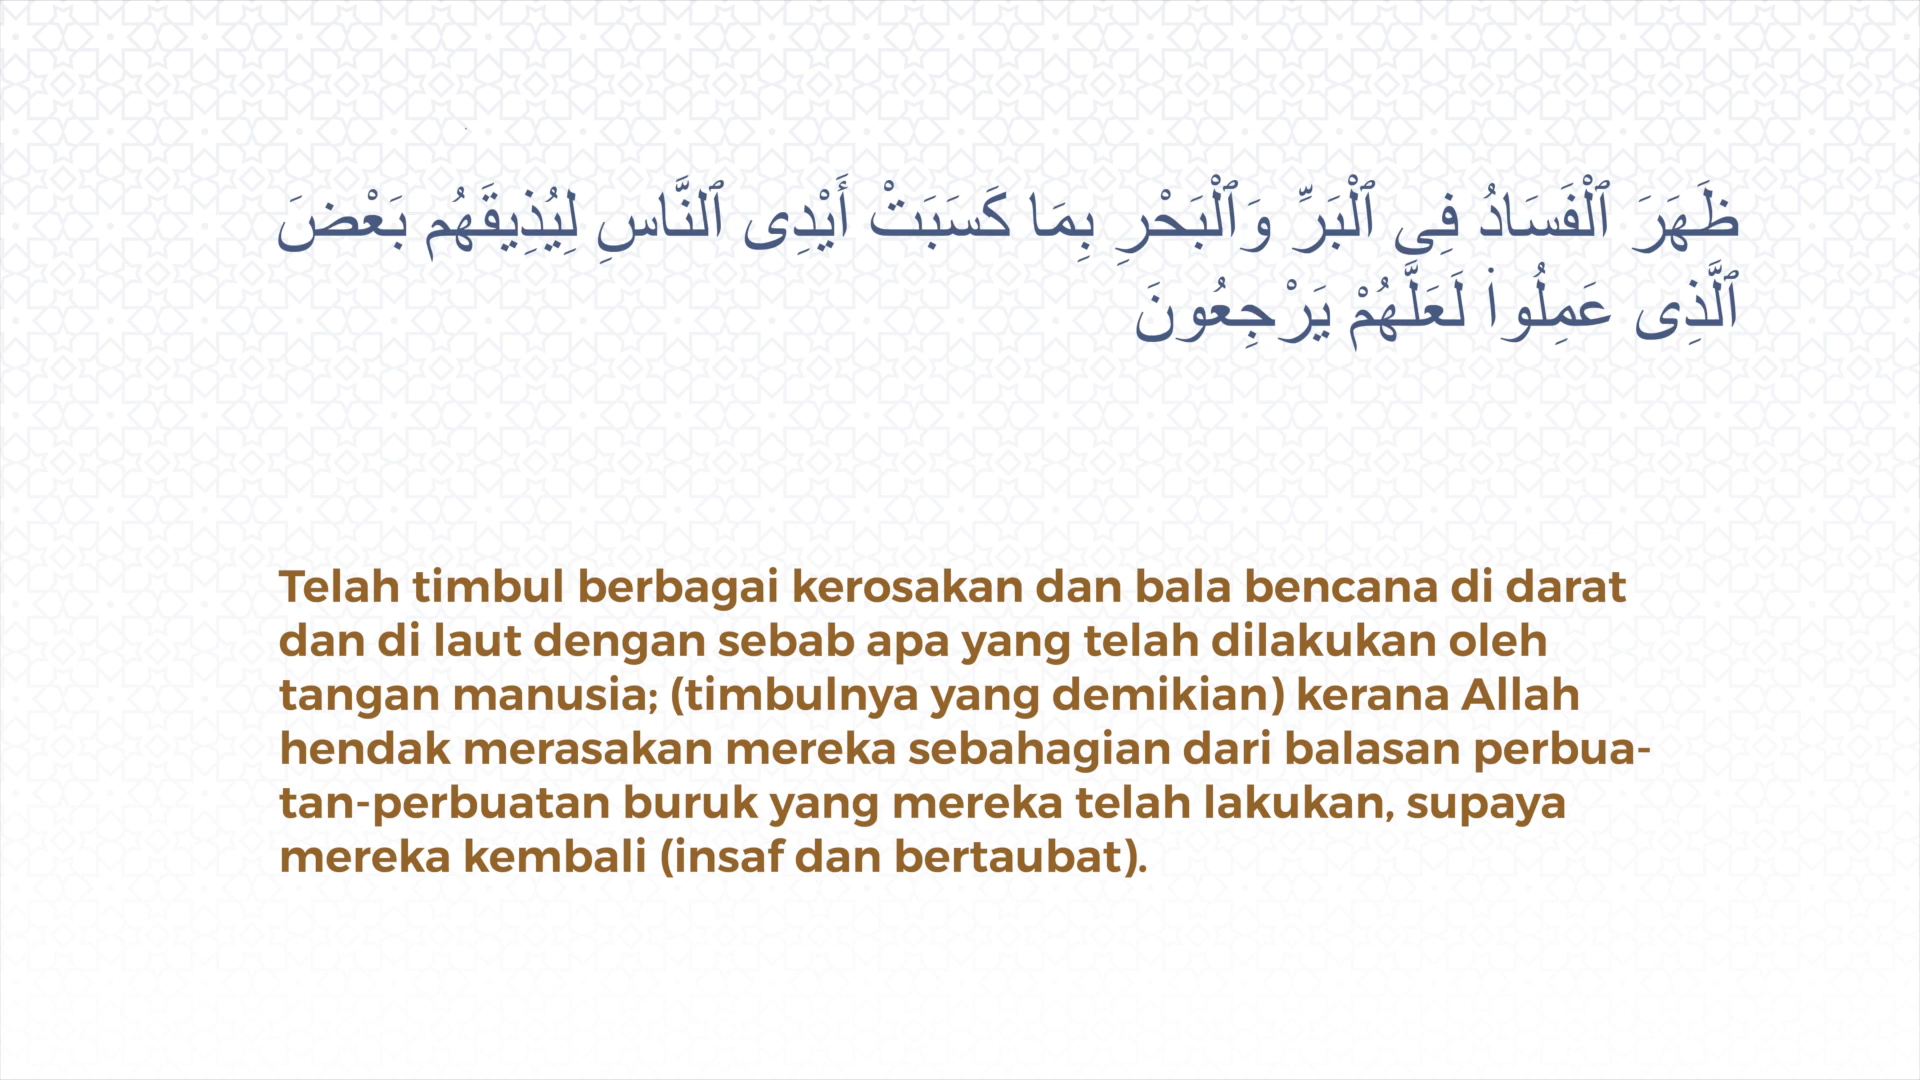 ظَهَرَ ٱلْفَسَادُ فِى ٱلْبَرِّ وَٱلْبَحْرِ بِمَا كَسَبَتْ أَيْدِى ٱلنَّاسِ لِيُذِيقَهُم بَعْضَ
ٱلَّذِى عَمِلُوا۟ لَعَلَّهُمْ يَرْجِعُونَ
Telah timbul berbagai kerosakan dan bala bencana di darat
dan di laut dengan sebab apa yang telah dilakukan oleh
tangan manusia; (timbulnya yang demikian) kerana Allah
hendak merasakan mereka sebahagian dari balasan perbua-
tan-perbuatan buruk yang mereka telah lakukan, supaya
mereka kembali (insaf dan bertaubat).